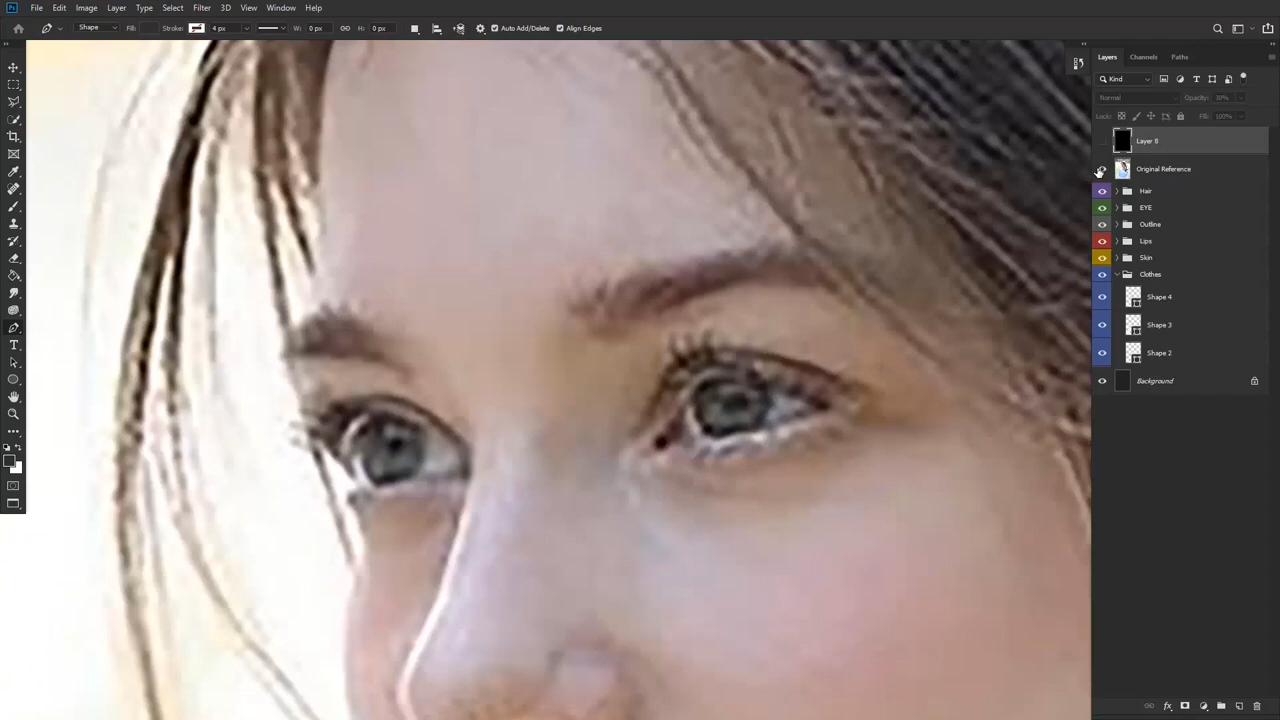 Ps File Edit Image Layer Type Select Filter 3D View Window Help
Shape Fill: Stroke: 4 px W: 0 px H: 0 px Auto Add/Delete Align Edges
Layers Channels Paths
Kind
Normal Opacity: 30%
Lock: Fill: 100%
Layer 8
Original Reference
Hair
EYE
Outline
Lips
Skin
Clothes
Shape 4
Shape 3
Shape 2
Background